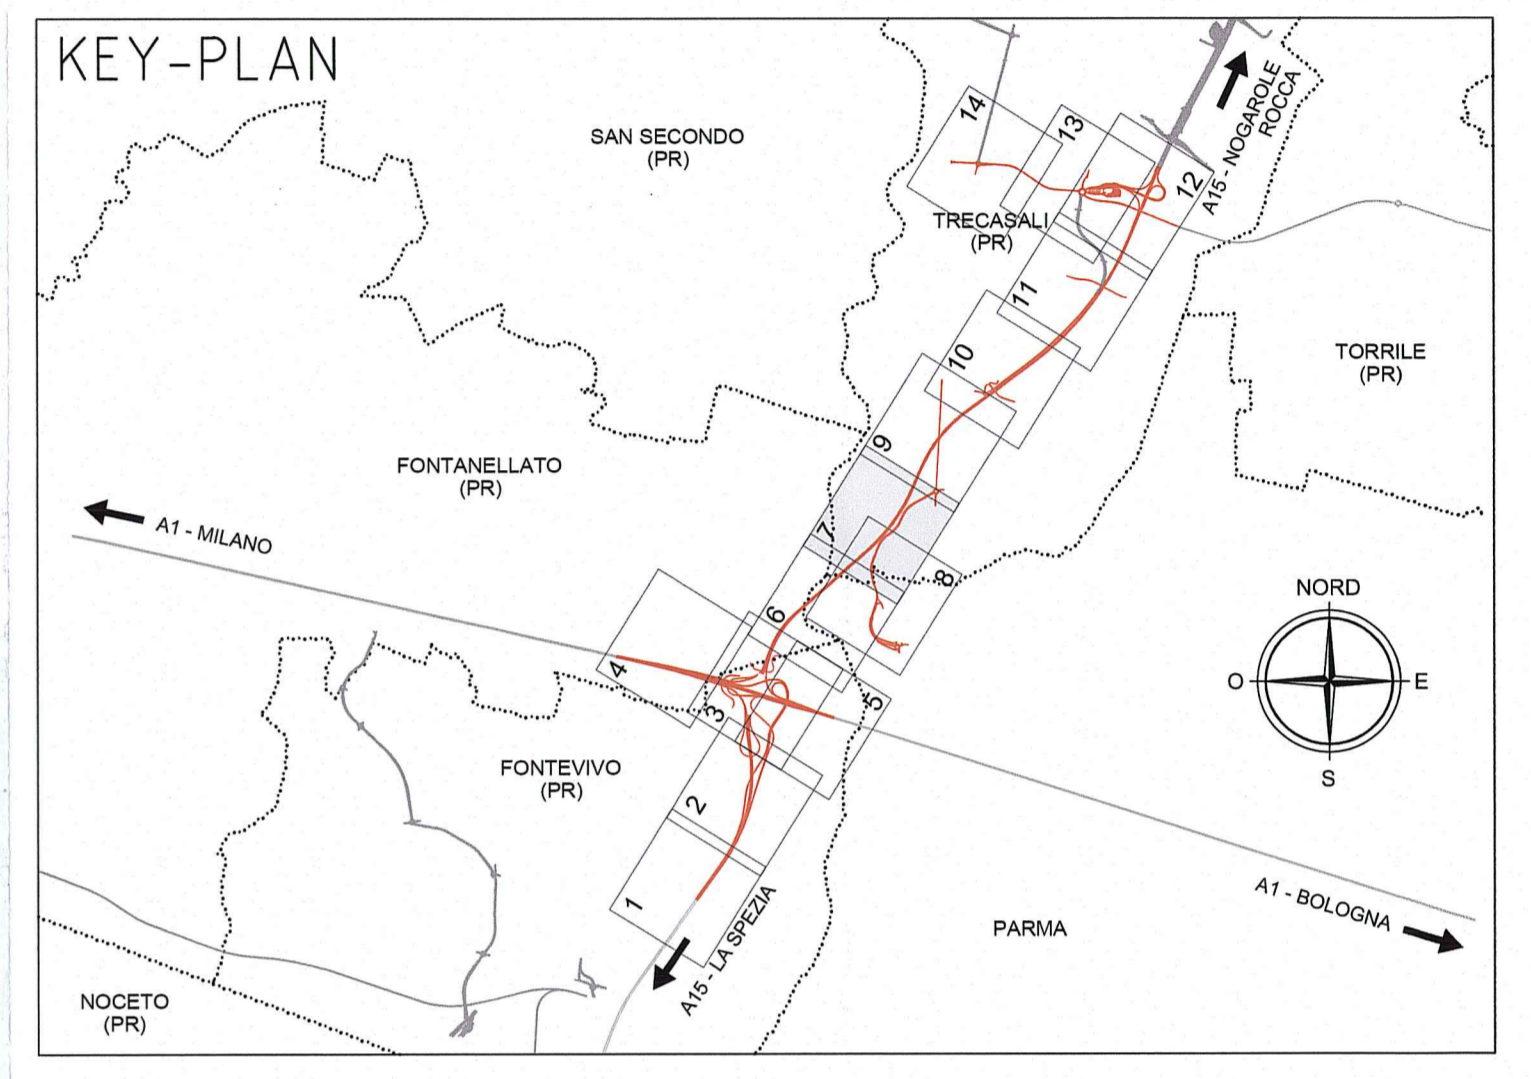 KEY-PLAN
SAN SECONDO
(PR)
14
13
12
A15 - NOGAROLE
ROCCA
TRECASALI
(PR)
11
10
TORRILE
(PR)
9
FONTANELLATO
(PR)
A1 - MILANO
7
8
6
NORD
O
E
S
4
3
5
FONTEVIVO
(PR)
2
1
A15 - LA SPEZIA
PARMA
A1 - BOLOGNA
NOCETO
(PR)